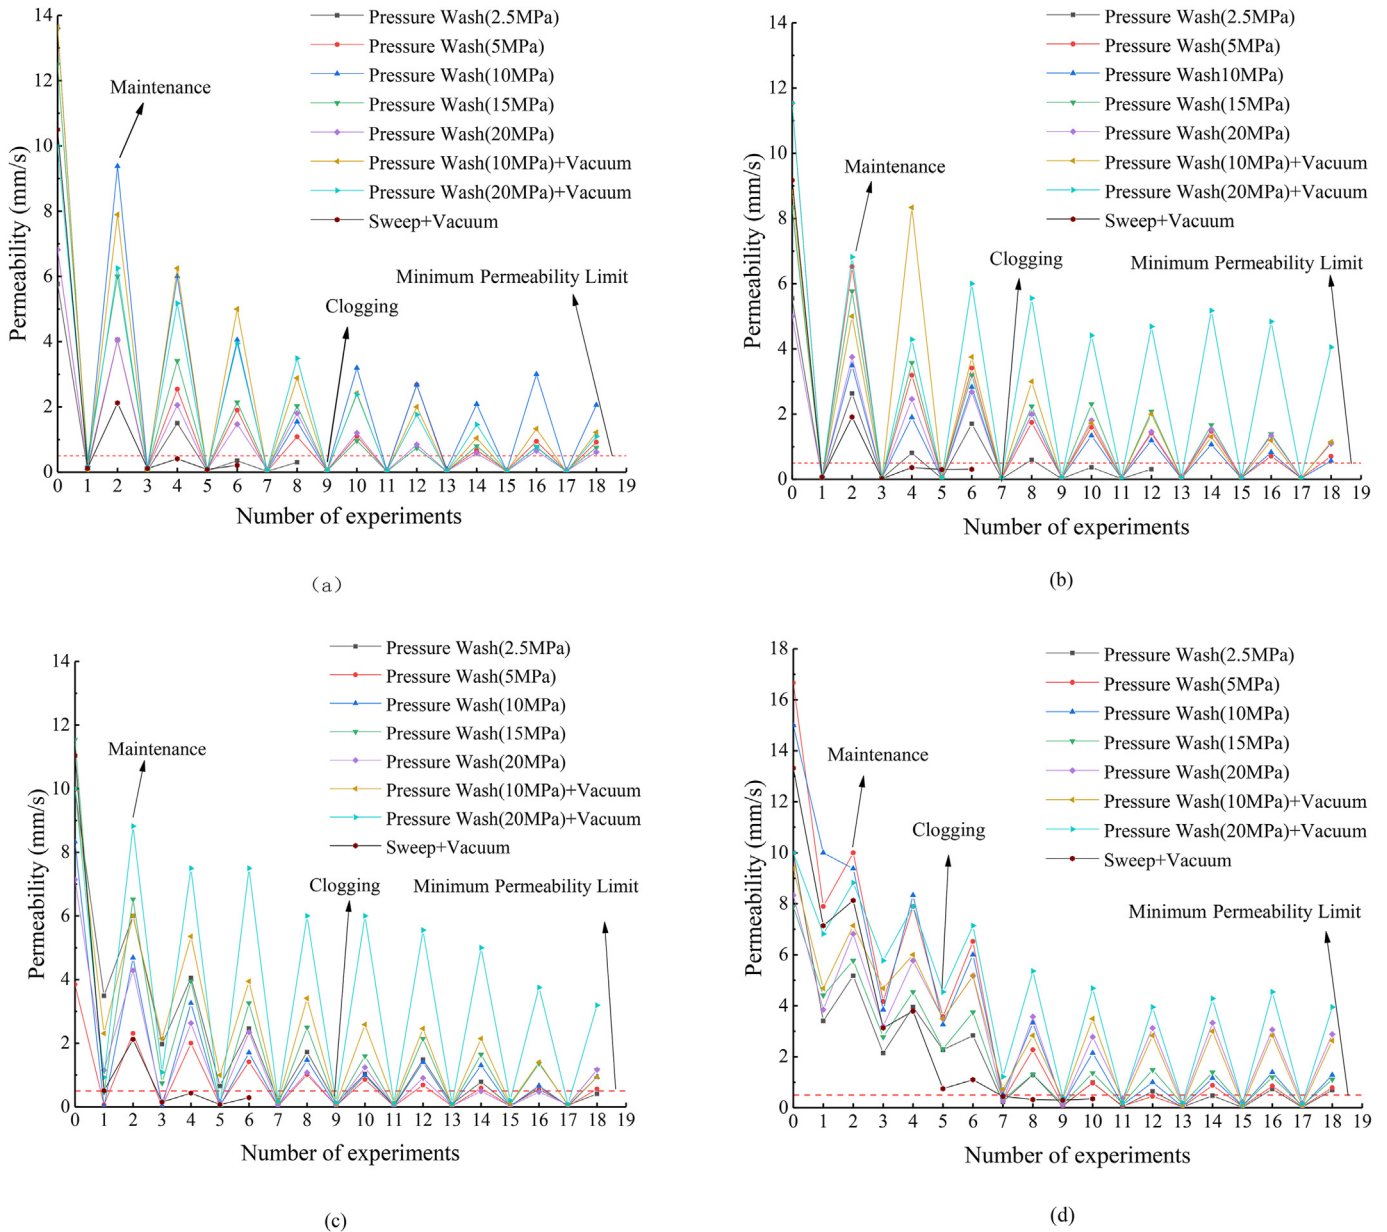 14
12
10
8
6
4
2
0
Permeability (mm/s)
Pressure Wash(2.5MPa)
Pressure Wash(5MPa)
Pressure Wash(10MPa)
Pressure Wash(15MPa)
Pressure Wash(20MPa)
Pressure Wash(10MPa)+Vacuum
Pressure Wash(20MPa)+Vacuum
Sweep+Vacuum
Maintenance
Minimum Permeability Limit
Clogging
0 1 2 3 4 5 6 7 8 9 10 11 12 13 14 15 16 17 18 19
Number of experiments
(a)
14
12
10
8
6
4
2
0
Permeability (mm/s)
Pressure Wash(2.5MPa)
Pressure Wash(5MPa)
Pressure Wash10MPa)
Pressure Wash(15MPa)
Pressure Wash(20MPa)
Pressure Wash(10MPa)+Vacuum
Pressure Wash(20MPa)+Vacuum
Sweep+Vacuum
Maintenance
Clogging
Minimum Permeability Limit
0 1 2 3 4 5 6 7 8 9 10 11 12 13 14 15 16 17 18 19
Number of experiments
(b)
14
12
10
8
6
4
2
0
Permeability (mm/s)
Pressure Wash(2.5MPa)
Pressure Wash(5MPa)
Pressure Wash(10MPa)
Pressure Wash(15MPa)
Pressure Wash(20MPa)
Pressure Wash(10MPa)+Vacuum
Pressure Wash(20MPa)+Vacuum
Sweep+Vacuum
Maintenance
Clogging
Minimum Permeability Limit
0 1 2 3 4 5 6 7 8 9 10 11 12 13 14 15 16 17 18 19
Number of experiments
(c)
18
16
14
12
10
8
6
4
2
0
Permeability (mm/s)
Pressure Wash(2.5MPa)
Pressure Wash(5MPa)
Pressure Wash(10MPa)
Pressure Wash(15MPa)
Pressure Wash(20MPa)
Pressure Wash(10MPa)+Vacuum
Pressure Wash(20MPa)+Vacuum
Sweep+Vacuum
Maintenance
Clogging
Minimum Permeability Limit
0 1 2 3 4 5 6 7 8 9 10 11 12 13 14 15 16 17 18 19
Number of experiments
(d)